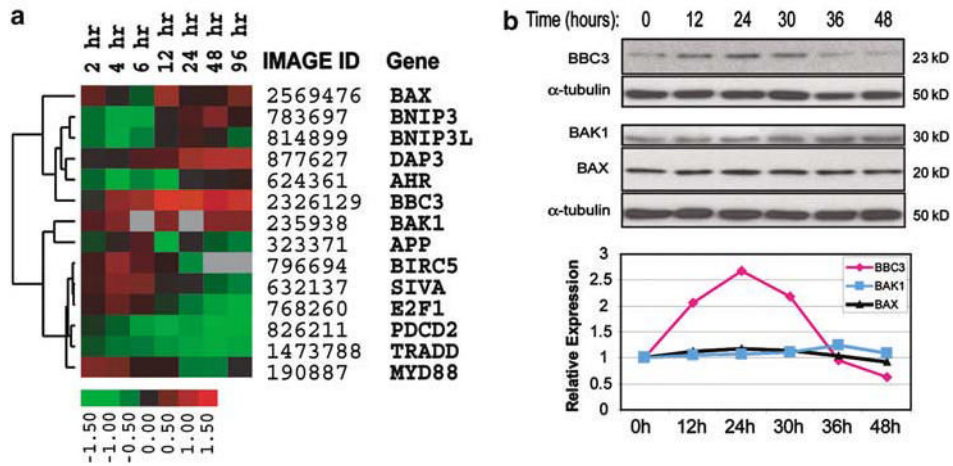 a
2 hr 4 hr 6 hr 12 hr 24 hr 48 hr 96 hr IMAGE ID Gene
2569476 BAX
783697 BNIP3
814899 BNIP3L
877627 DAP3
624361 AHR
2326129 BBC3
235938 BAK1
323371 APP
796694 BIRC5
632137 SIVA
768260 E2F1
826211 PDCD2
1473788 TRADD
190887 MYD88
-1.50 -1.00 -0.50 0.00 0.50 1.00 1.50
b Time (hours): 0 12 24 30 36 48
BBC3 23 kD
α-tubulin 50 kD
BAK1 30 kD
BAX 20 kD
α-tubulin 50 kD
Relative Expression
3
2.5
2
1.5
1
0.5
0
BBC3
BAK1
BAX
0h 12h 24h 30h 36h 48h